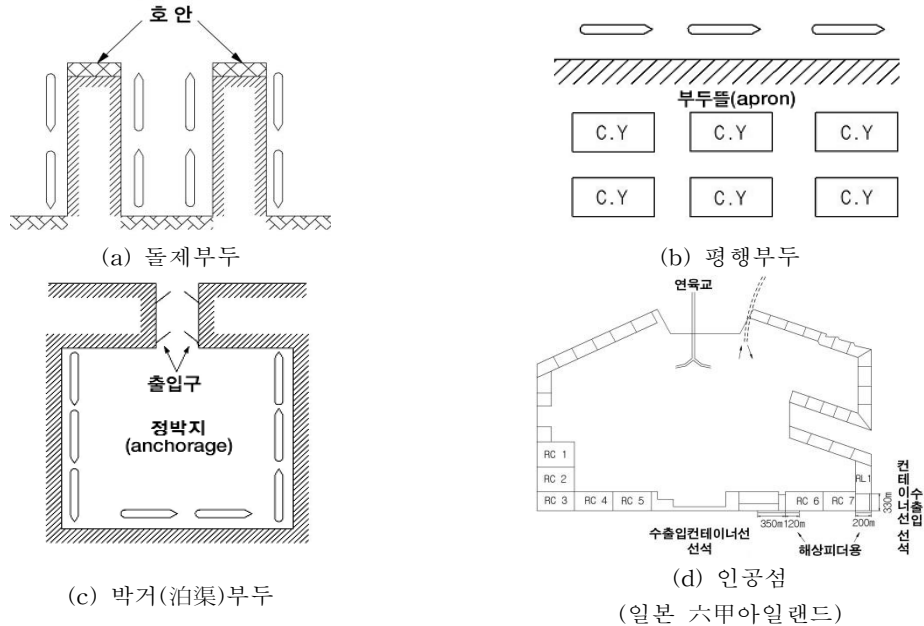 호 안
(a) 돌제부두
부두뜰(apron)
C.Y
C.Y
C.Y
C.Y
C.Y
C.Y
(b) 평행부두
출입구
정박지
(anchorage)
(c) 박거(泊渠)부두
연육교
RC 1
RC 2
RC 3
RC 4
RC 5
RC 6
RC 7
RL1
330m
350m
120m
200m
수출입컨테이너선
선석
해상피더용
수출입
컨테이너선 선석
(d) 인공섬
(일본 六甲아일랜드)